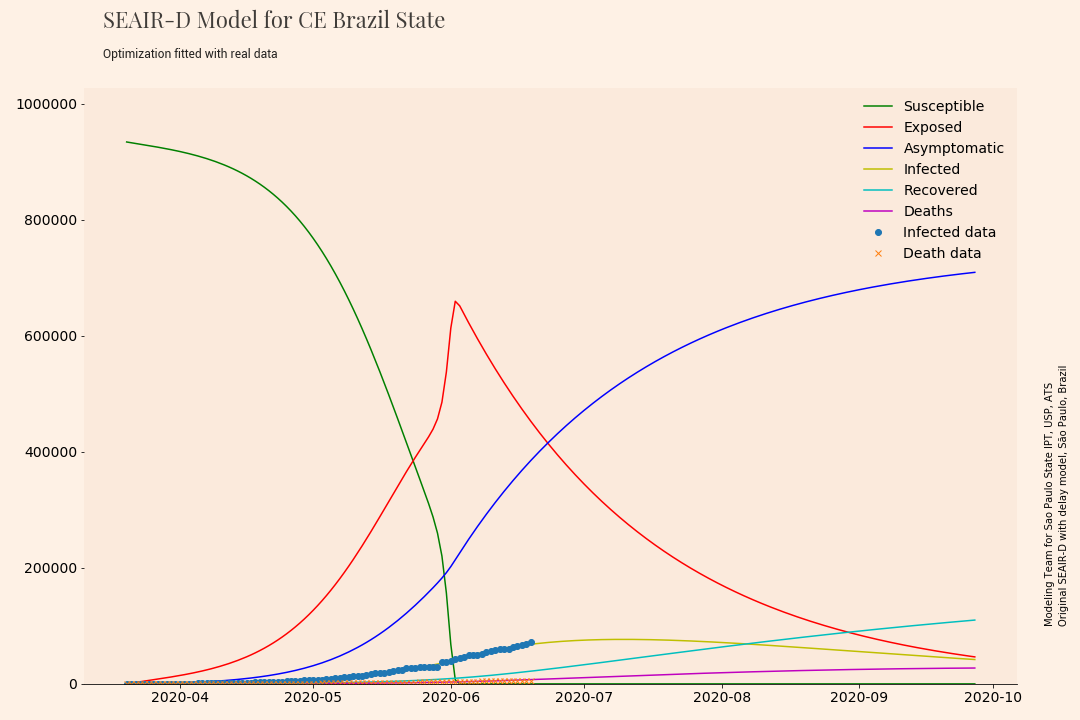 SEAIR-D Model for CE Brazil State
Optimization fitted with real data
1000000
800000
600000
400000
200000
0
Susceptible
Exposed
Asymptomatic
Infected
Recovered
Deaths
Infected data
Death data
2020-04
2020-05
2020-06
2020-07
2020-08
2020-09
2020-10
Modeling Team for Sao Paulo State IPT, USP, ATS
Original SEAIR-D with delay model, São Paulo, Brazil